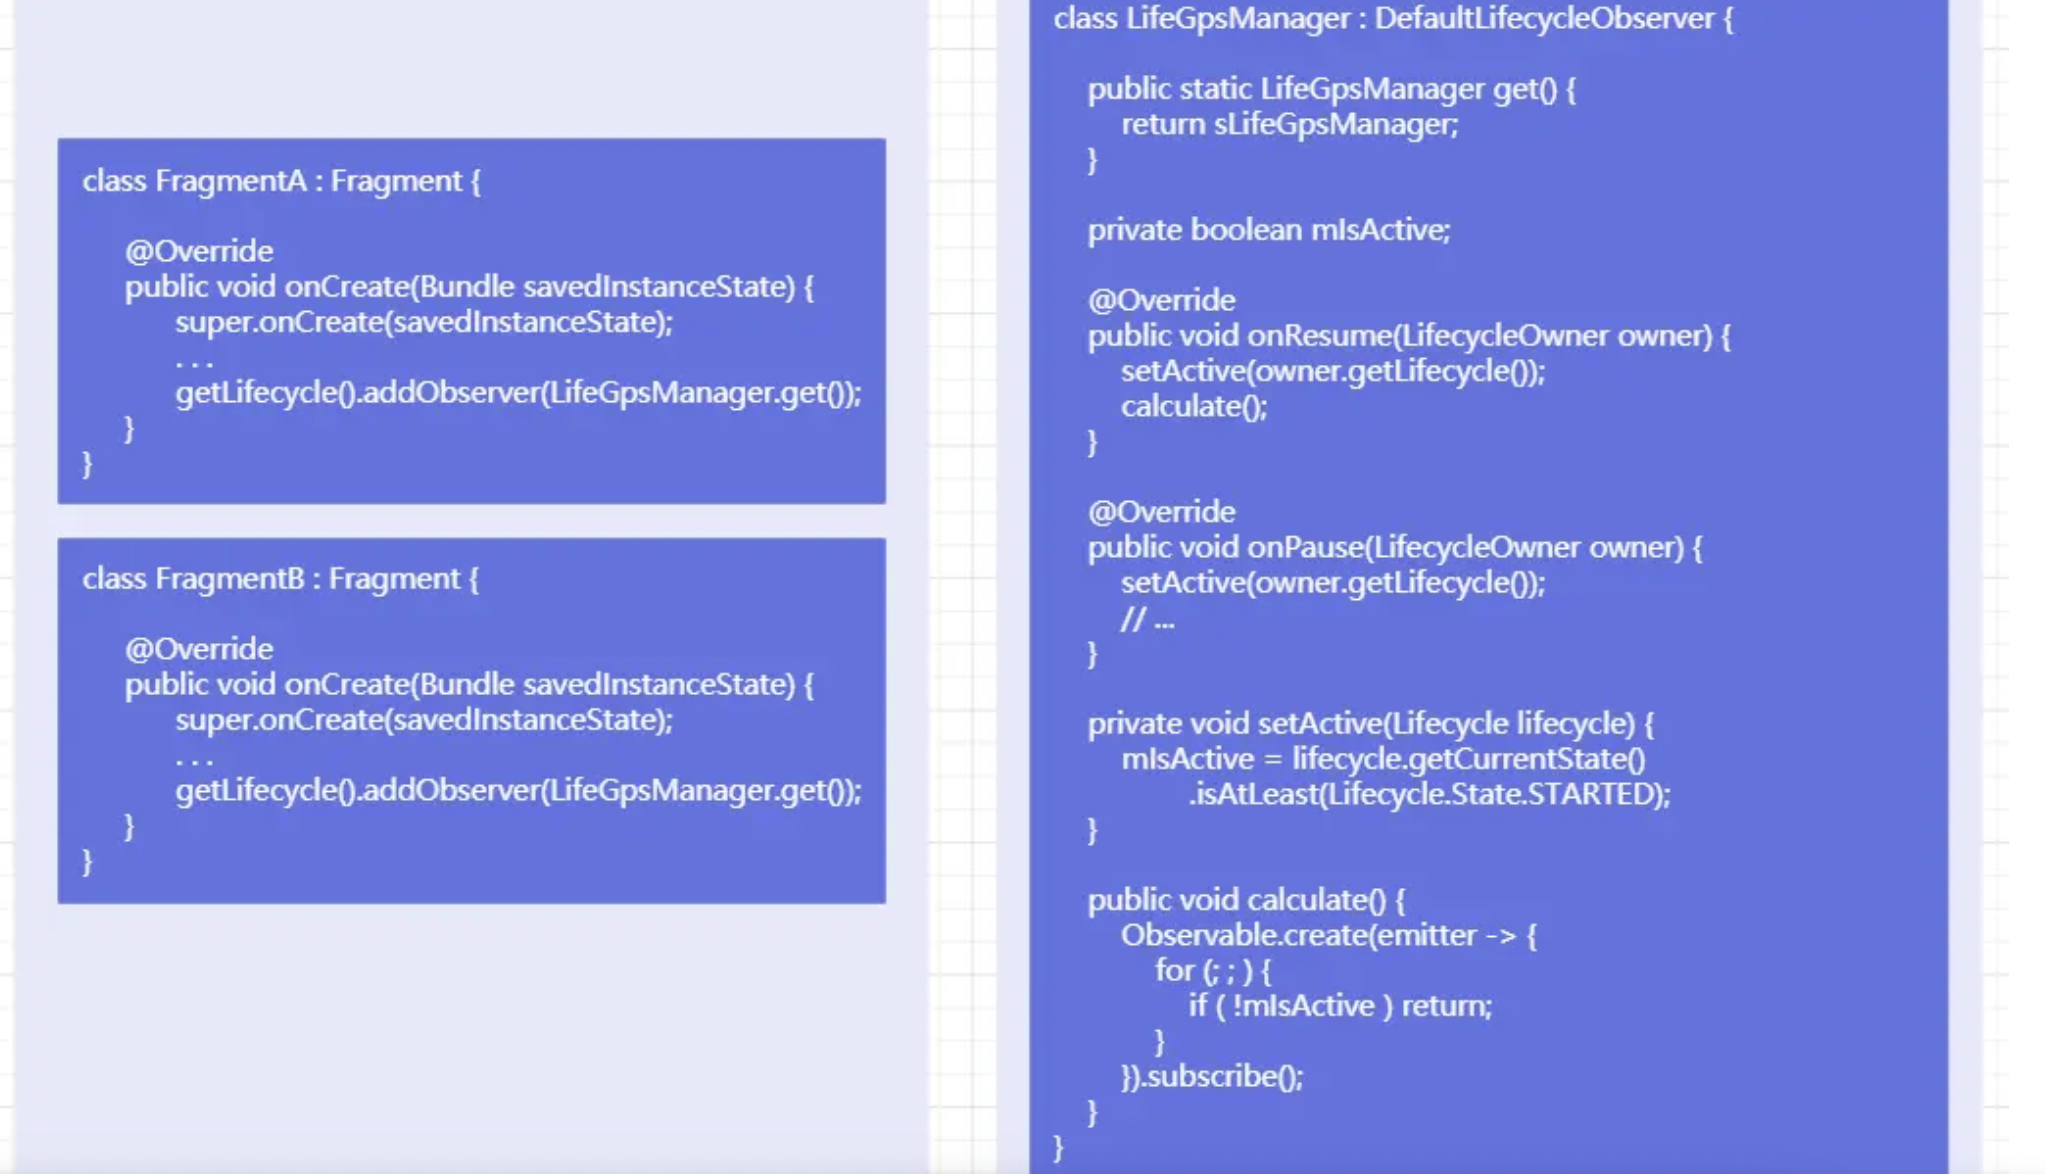 class FragmentA : Fragment {
@Override
public void onCreate(Bundle savedInstanceState) {
super.onCreate(savedInstanceState);
. . .
getLifecycle().addObserver(LifeGpsManager.get());
}
}
class FragmentB : Fragment {
@Override
public void onCreate(Bundle savedInstanceState) {
super.onCreate(savedInstanceState);
. . .
getLifecycle().addObserver(LifeGpsManager.get());
}
}
class LifeGpsManager : DefaultLifecycleObserver {
public static LifeGpsManager get() {
return sLifeGpsManager;
}
private boolean mIsActive;
@Override
public void onResume(LifecycleOwner owner) {
setActive(owner.getLifecycle());
calculate();
}
@Override
public void onPause(LifecycleOwner owner) {
setActive(owner.getLifecycle());
// ...
}
private void setActive(Lifecycle lifecycle) {
mIsActive = lifecycle.getCurrentState()
.isAtLeast(Lifecycle.State.STARTED);
}
public void calculate() {
Observable.create(emitter -> {
for (; ; ) {
if ( !mIsActive ) return;
}
}).subscribe();
}
}